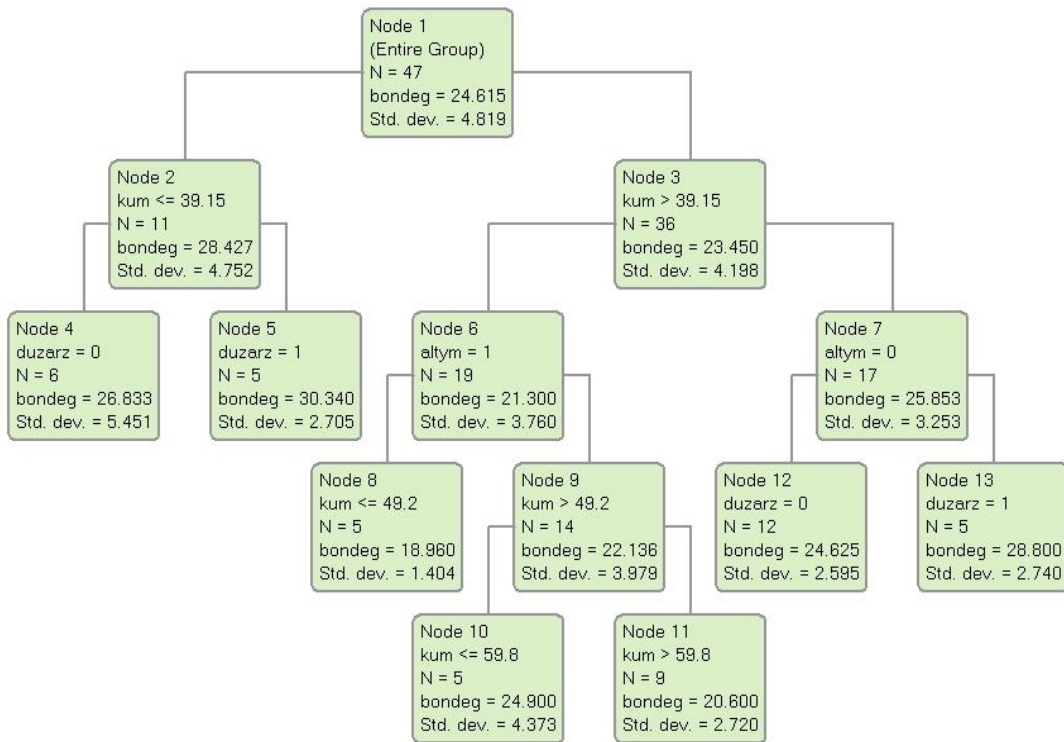 Node 1
(Entire Group)
N = 47
bondeg = 24.615
Std. dev. = 4.819
Node 2
kum <= 39.15
N = 11
bondeg = 28.427
Std. dev. = 4.752
Node 3
kum > 39.15
N = 36
bondeg = 23.450
Std. dev. = 4.198
Node 4
duzarz = 0
N = 6
bondeg = 26.833
Std. dev. = 5.451
Node 5
duzarz = 1
N = 5
bondeg = 30.340
Std. dev. = 2.705
Node 6
altym = 1
N = 19
bondeg = 21.300
Std. dev. = 3.760
Node 7
altym = 0
N = 17
bondeg = 25.853
Std. dev. = 3.253
Node 8
kum <= 49.2
N = 5
bondeg = 18.960
Std. dev. = 1.404
Node 9
kum > 49.2
N = 14
bondeg = 22.136
Std. dev. = 3.979
Node 12
duzarz = 0
N = 12
bondeg = 24.625
Std. dev. = 2.595
Node 13
duzarz = 1
N = 5
bondeg = 28.800
Std. dev. = 2.740
Node 10
kum <= 59.8
N = 5
bondeg = 24.900
Std. dev. = 4.373
Node 11
kum > 59.8
N = 9
bondeg = 20.600
Std. dev. = 2.720